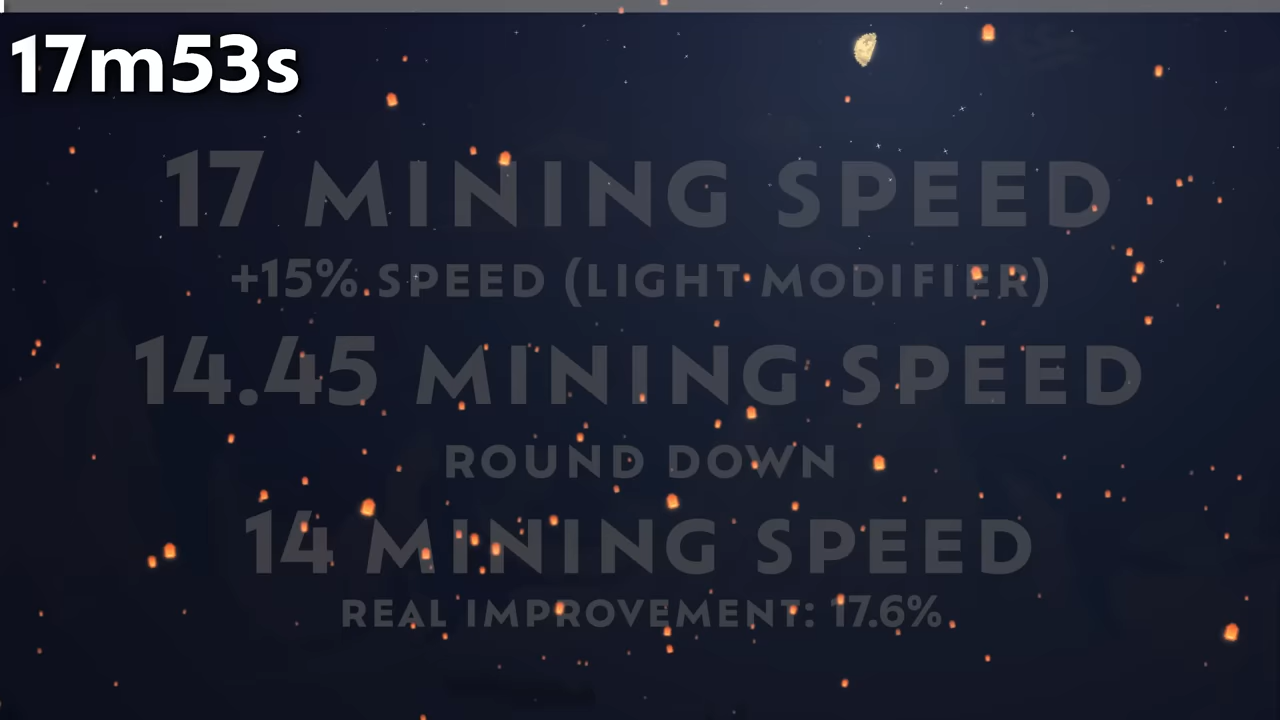 17m53s
17 MINING SPEED
+15% SPEED (LIGHT MODIFIER)
14.45 MINING SPEED
ROUND DOWN
14 MINING SPEED
REAL IMPROVEMENT: 17.6%